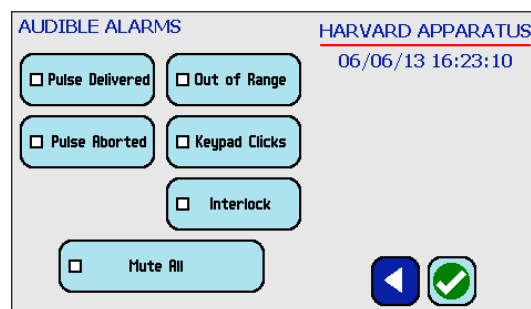 AUDIBLE ALARMS
HARVARD APPARATUS
06/06/13 16:23:10
Pulse Delivered
Out of Range
Pulse Aborted
Keypad Clicks
Interlock
Mute All